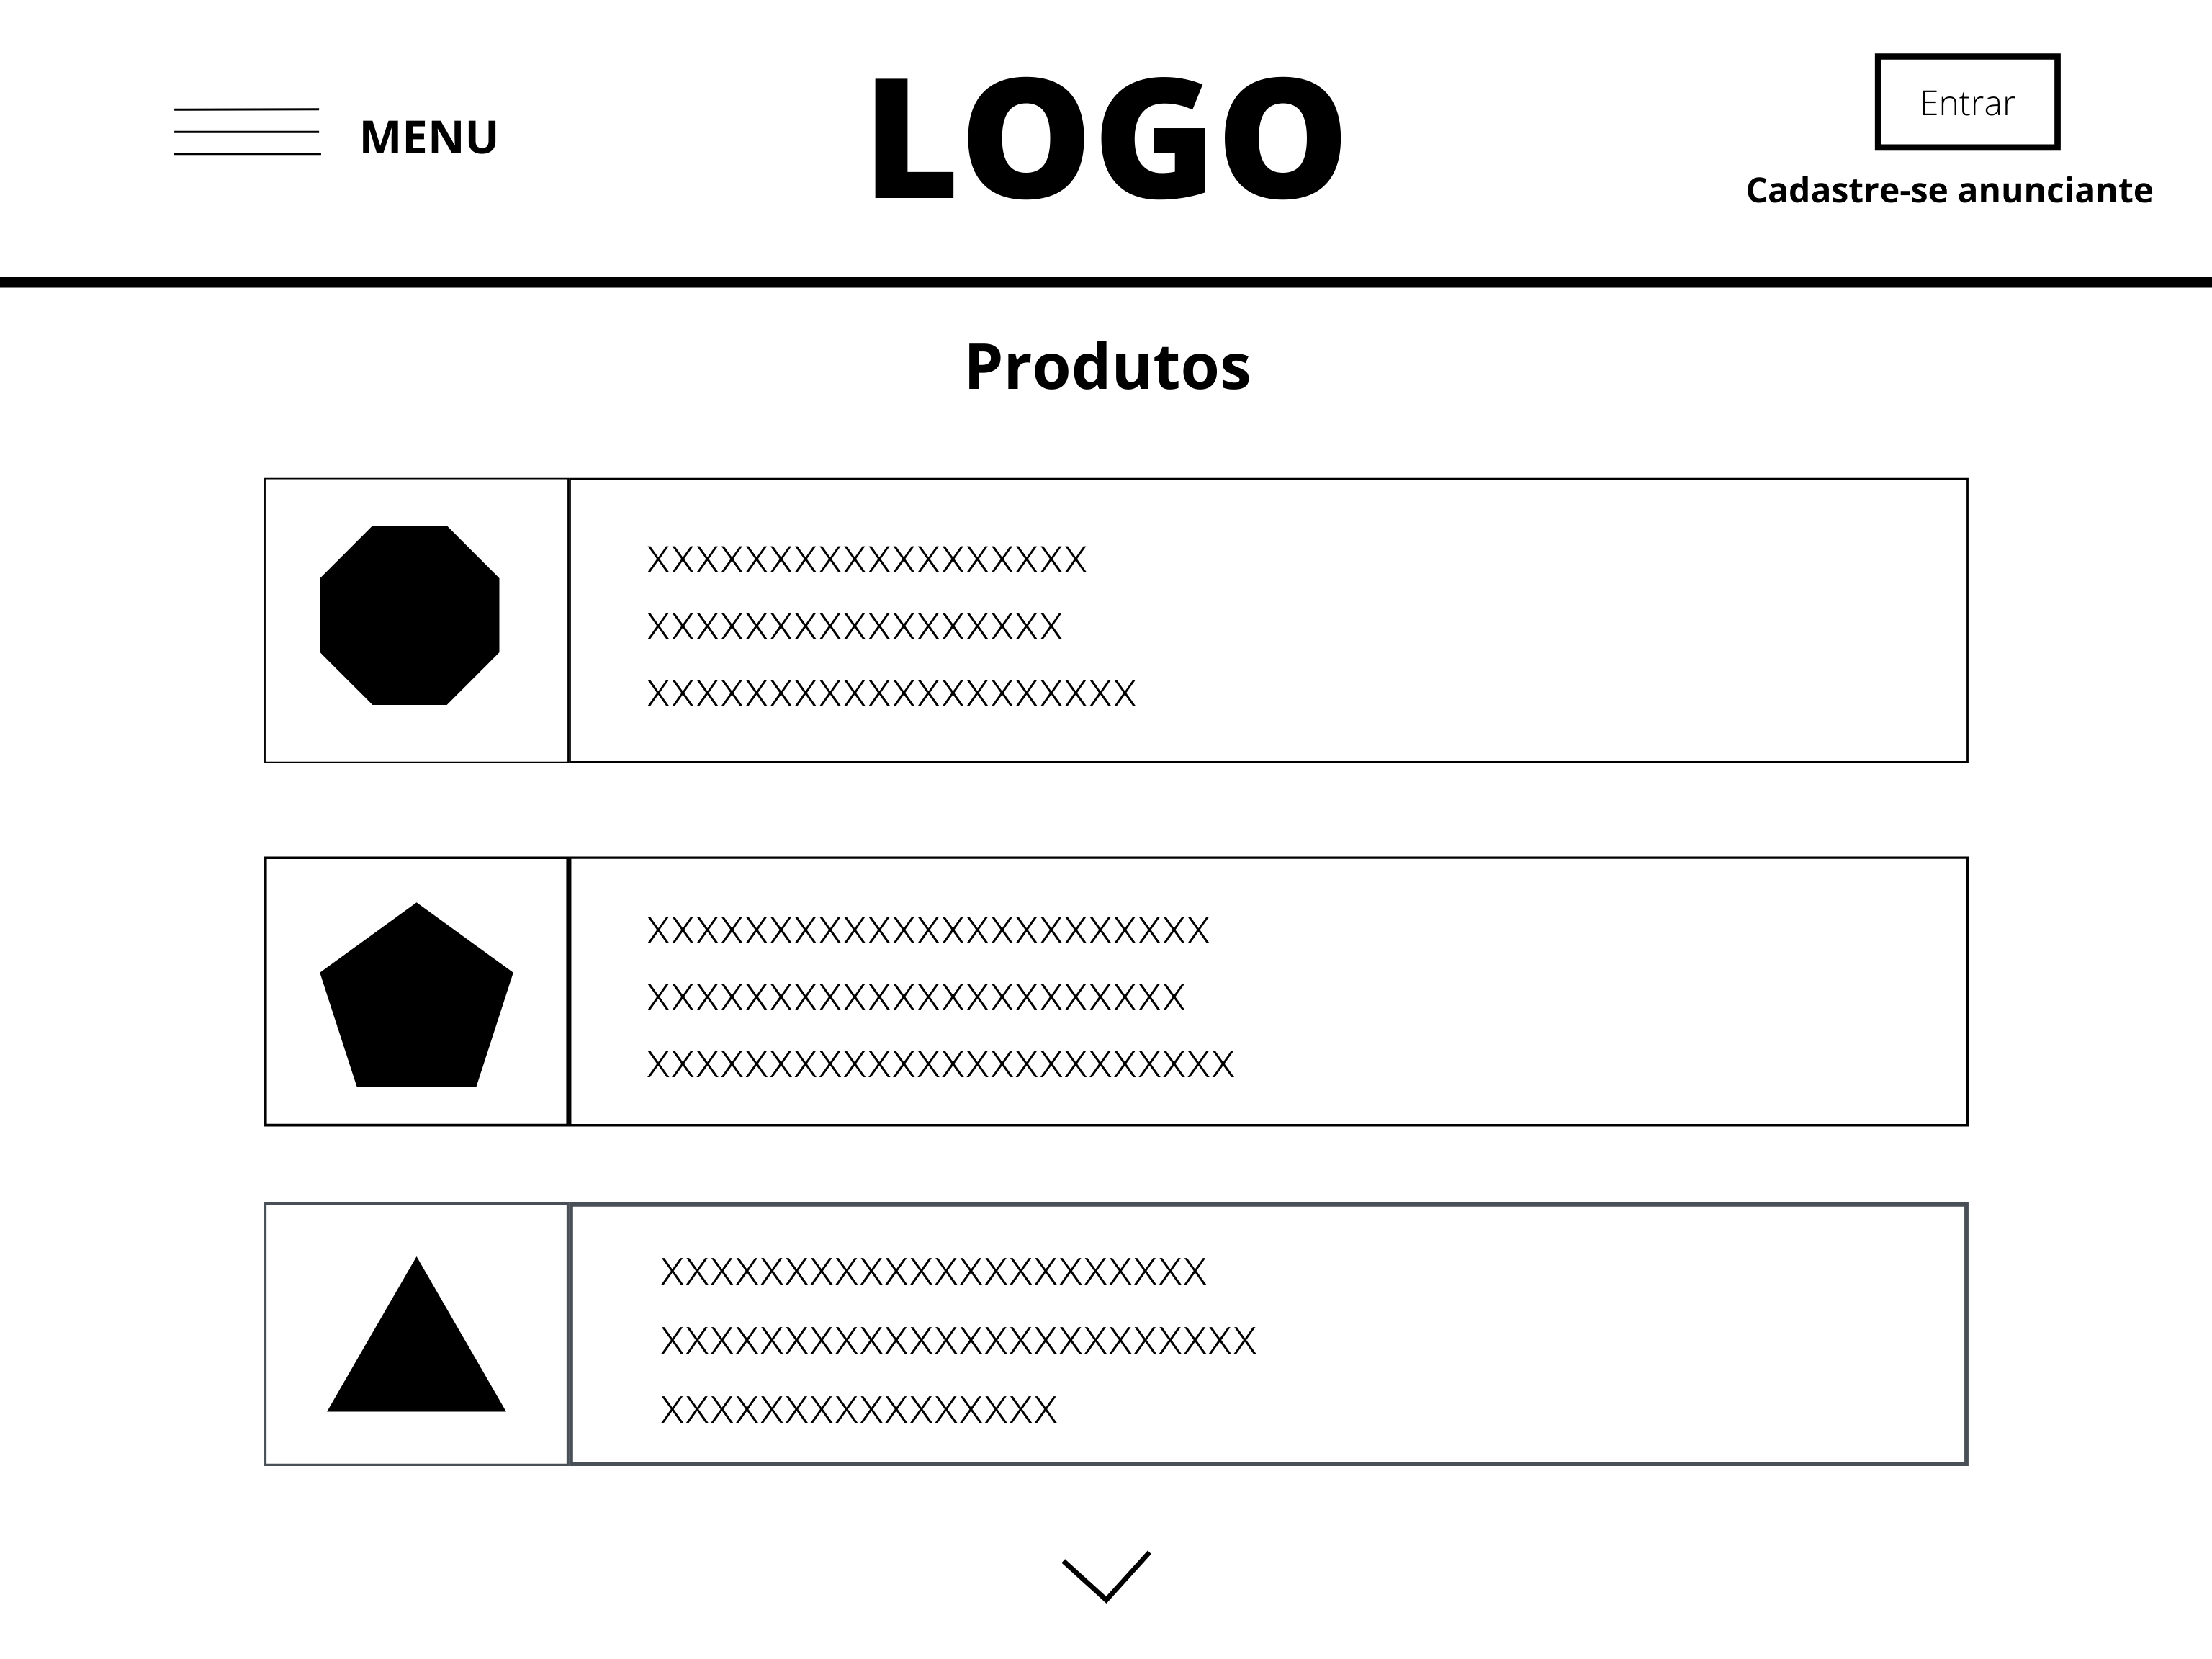 MENU
LOGO
Entrar
Cadastre-se anunciante
Produtos
XXXXXXXXXXXXXXXXXX
XXXXXXXXXXXXXXXXX
XXXXXXXXXXXXXXXXXXXX
XXXXXXXXXXXXXXXXXXXXXXX
XXXXXXXXXXXXXXXXXXXXXX
XXXXXXXXXXXXXXXXXXXXXXXX
XXXXXXXXXXXXXXXXXXXXXX
XXXXXXXXXXXXXXXXXXXXXXXX
XXXXXXXXXXXXXXXX